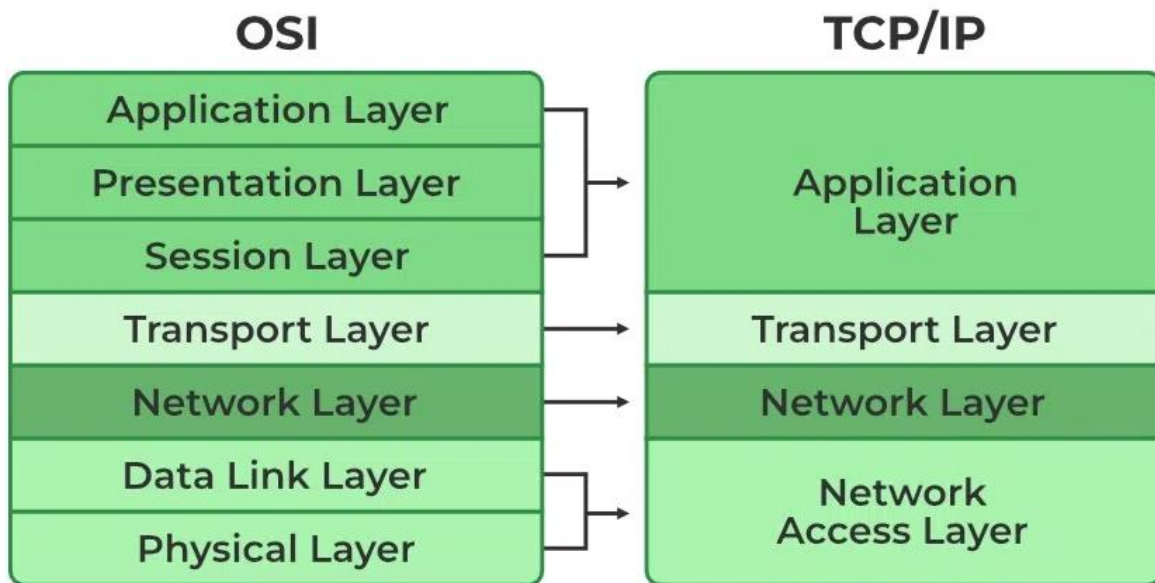 OSI
Application Layer
Presentation Layer
Session Layer
Transport Layer
Network Layer
Data Link Layer
Physical Layer
TCP/IP
Application
Layer
Transport Layer
Network Layer
Network
Access Layer